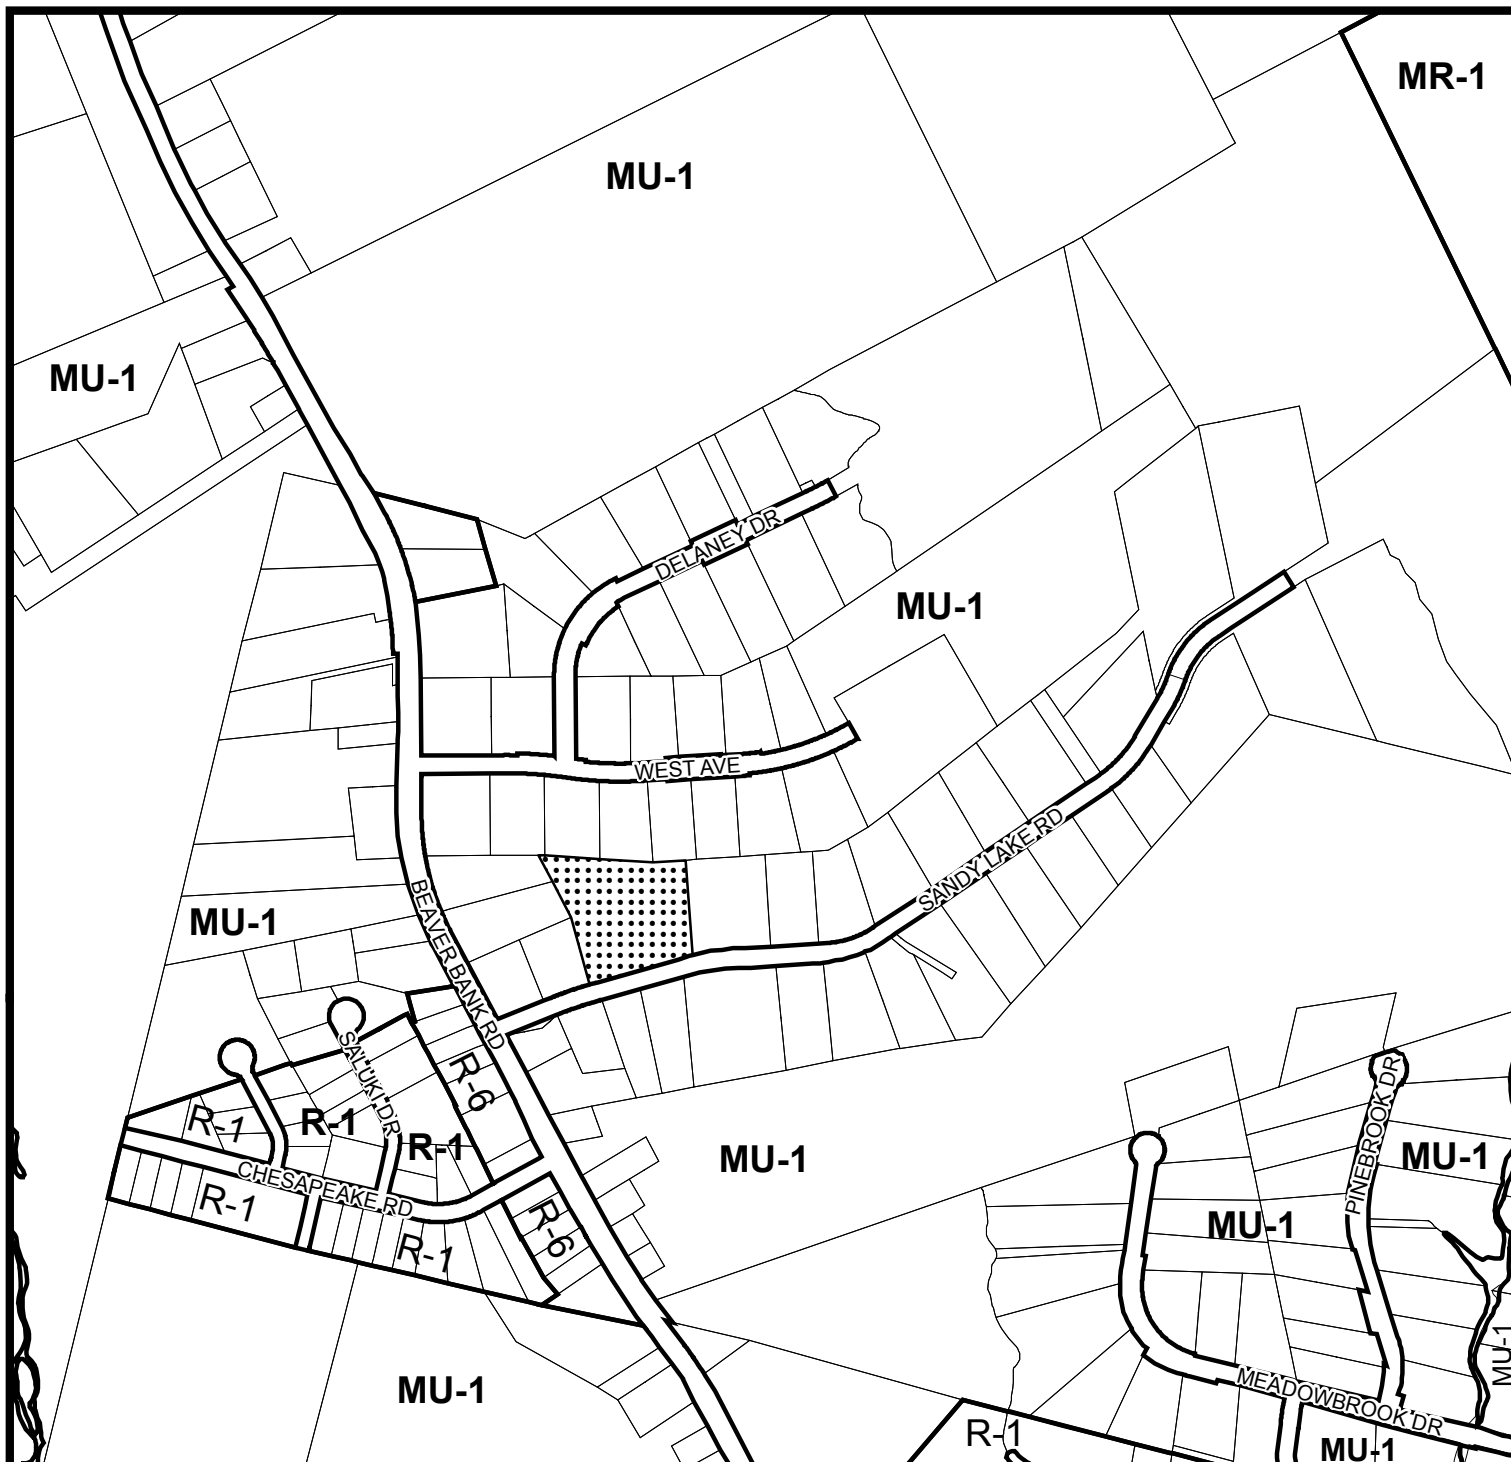 MR-1
MU-1
MU-1
DELANEY DR
MU-1
WEST AVE
SANDY LAKE RD
BEAVER BANK RD
MU-1
SALUKI DR
R-6
R-1
R-1
R-1
CHESAPEAKE RD
R-1
R-6
R-1
MU-1
PINEBROOK DR
MU-1
MU-1
MU-1
MU-1
MEADOWBROOK DR
R-1
MU-1